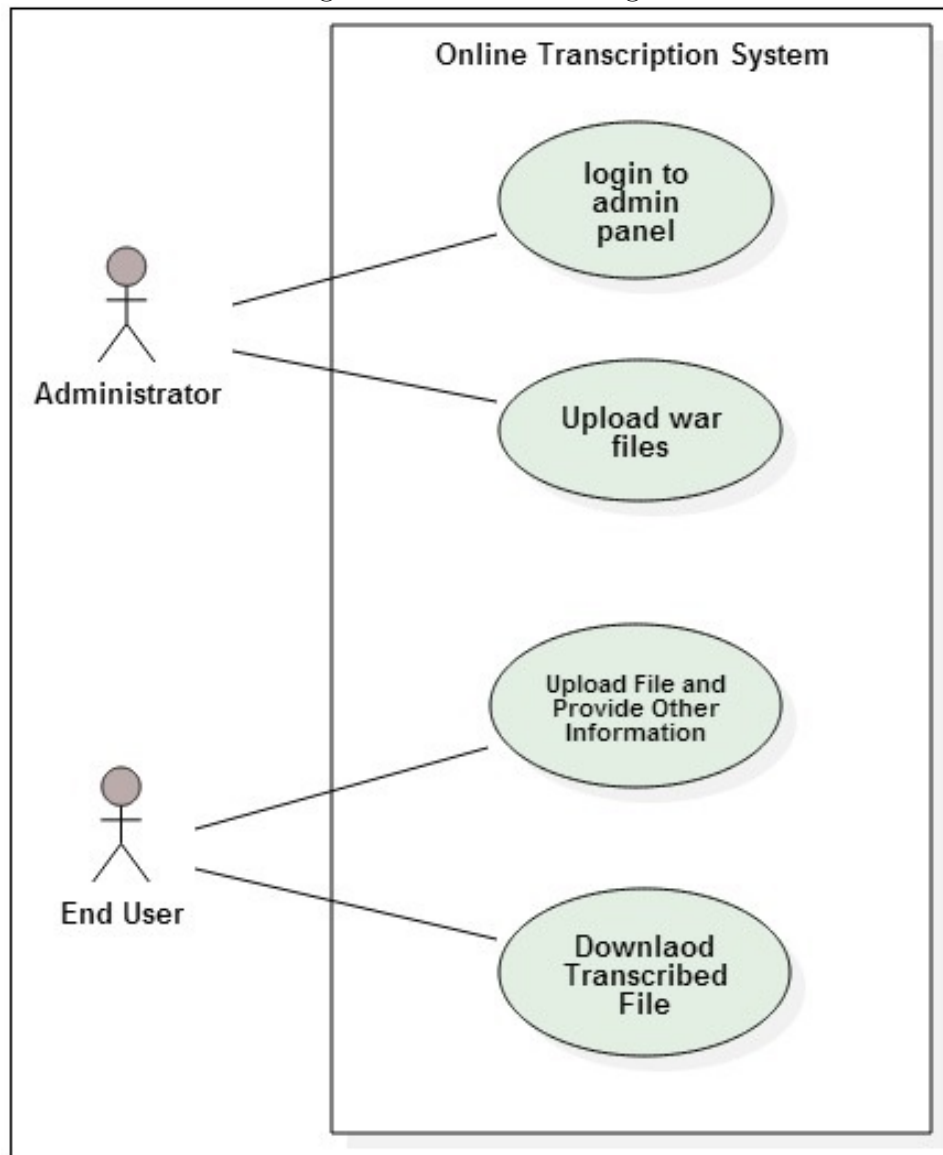 Online Transcription System
login to
admin
panel
Administrator
Upload war
files
Upload File and
Provide Other
Information
End User
Downlaod
Transcribed
File